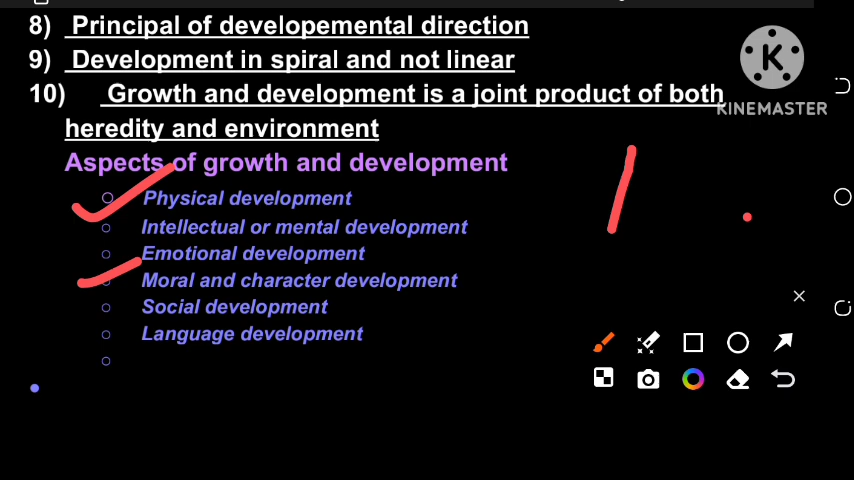 8) Principal of developemental direction
9) Development in spiral and not linear
10) Growth and development is a joint product of both
heredity and environment
Aspects of growth and development
Physical development
Intellectual or mental development
Emotional development
Moral and character development
Social development
Language development
K
KINEMASTER